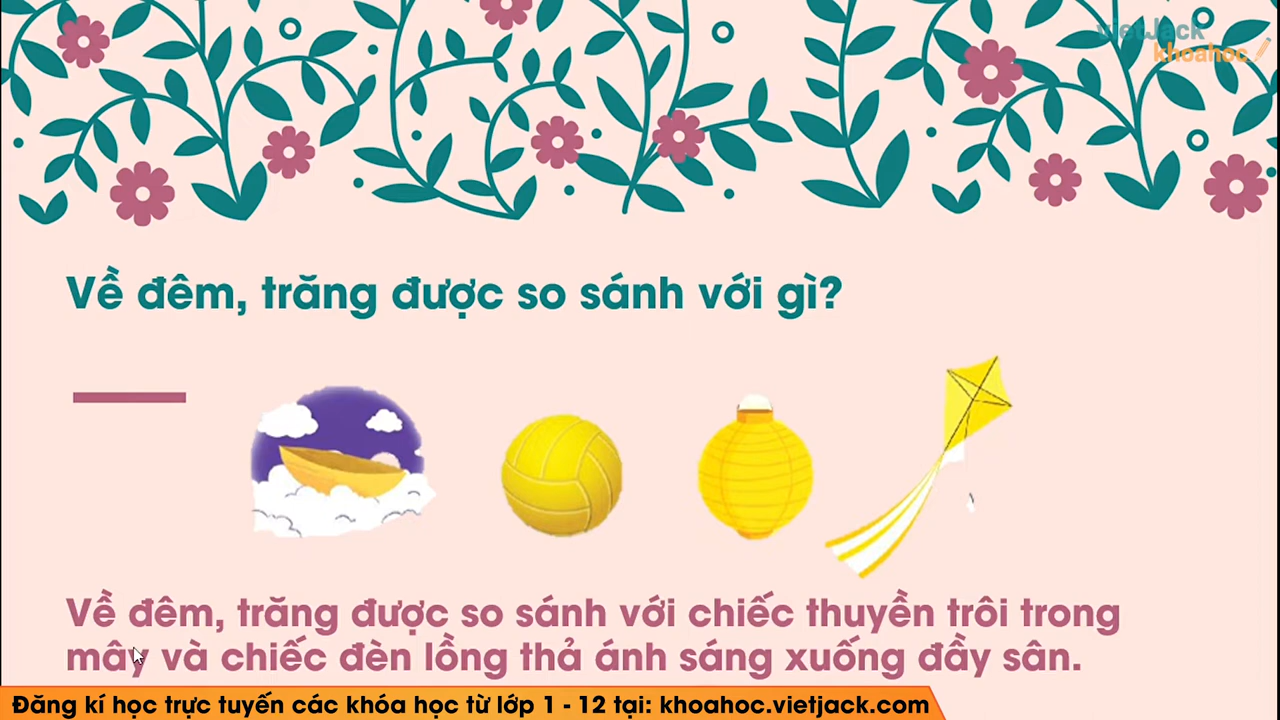 vietJack
khoahoc
Về đêm, trăng được so sánh với gì?
Về đêm, trăng được so sánh với chiếc thuyền trôi trong
mây và chiếc đèn lồng thả ánh sáng xuống đầy sân.
Đăng kí học trực tuyến các khóa học từ lớp 1 - 12 tại: khoahoc.vietjack.com